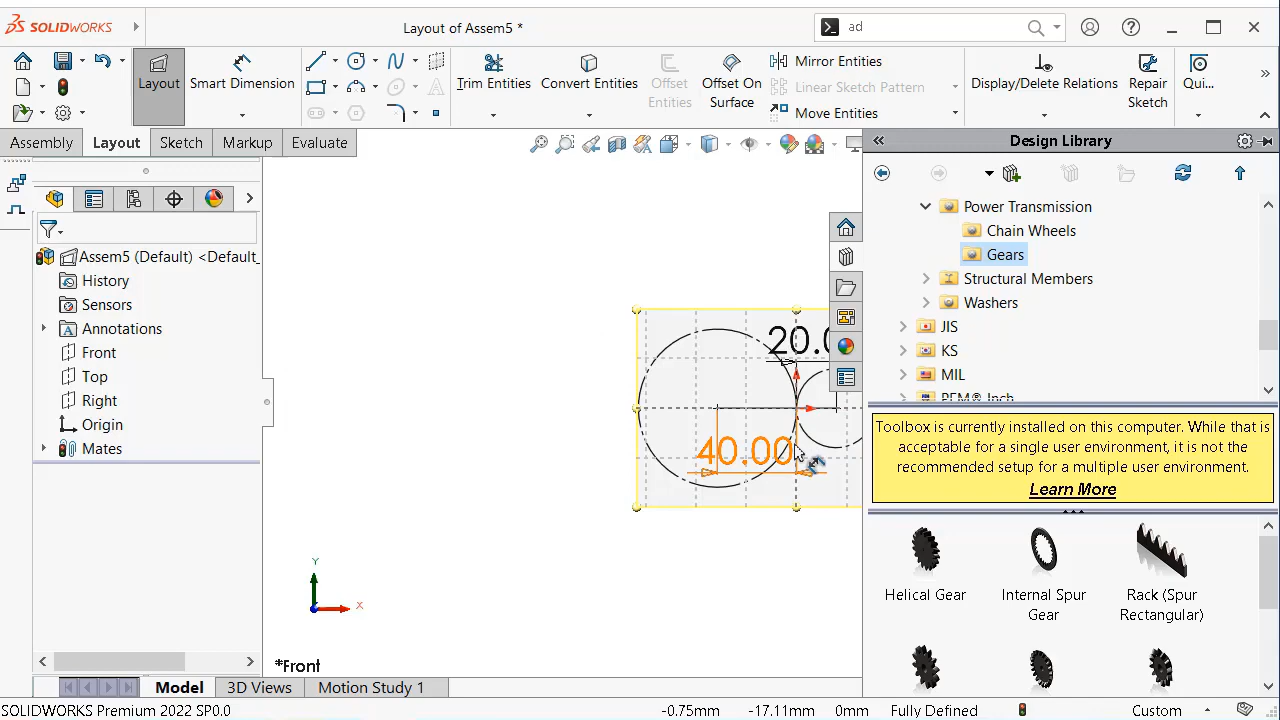 SOLIDWORKS
Layout of Assem5 *
ad
Layout
Smart Dimension
Trim Entities
Convert Entities
Offset
Entities
Offset On
Surface
Mirror Entities
Linear Sketch Pattern
Move Entities
Display/Delete Relations
Repair
Sketch
Qui...
Assembly
Layout
Sketch
Markup
Evaluate
Design Library
Assem5 (Default) <Default_
History
Sensors
Annotations
Front
Top
Right
Origin
Mates
20.0
40.00
Y
X
*Front
Power Transmission
Chain Wheels
Gears
Structural Members
Washers
JIS
KS
MIL
PEM® Inch
Toolbox is currently installed on this computer. While that is
acceptable for a single user environment, it is not the
recommended setup for a multiple user environment.
Learn More
Helical Gear
Internal Spur
Gear
Rack (Spur
Rectangular)
Model
3D Views
Motion Study 1
SOLIDWORKS Premium 2022 SP0.0
-0.75mm
-17.11mm
0mm
Fully Defined
Custom